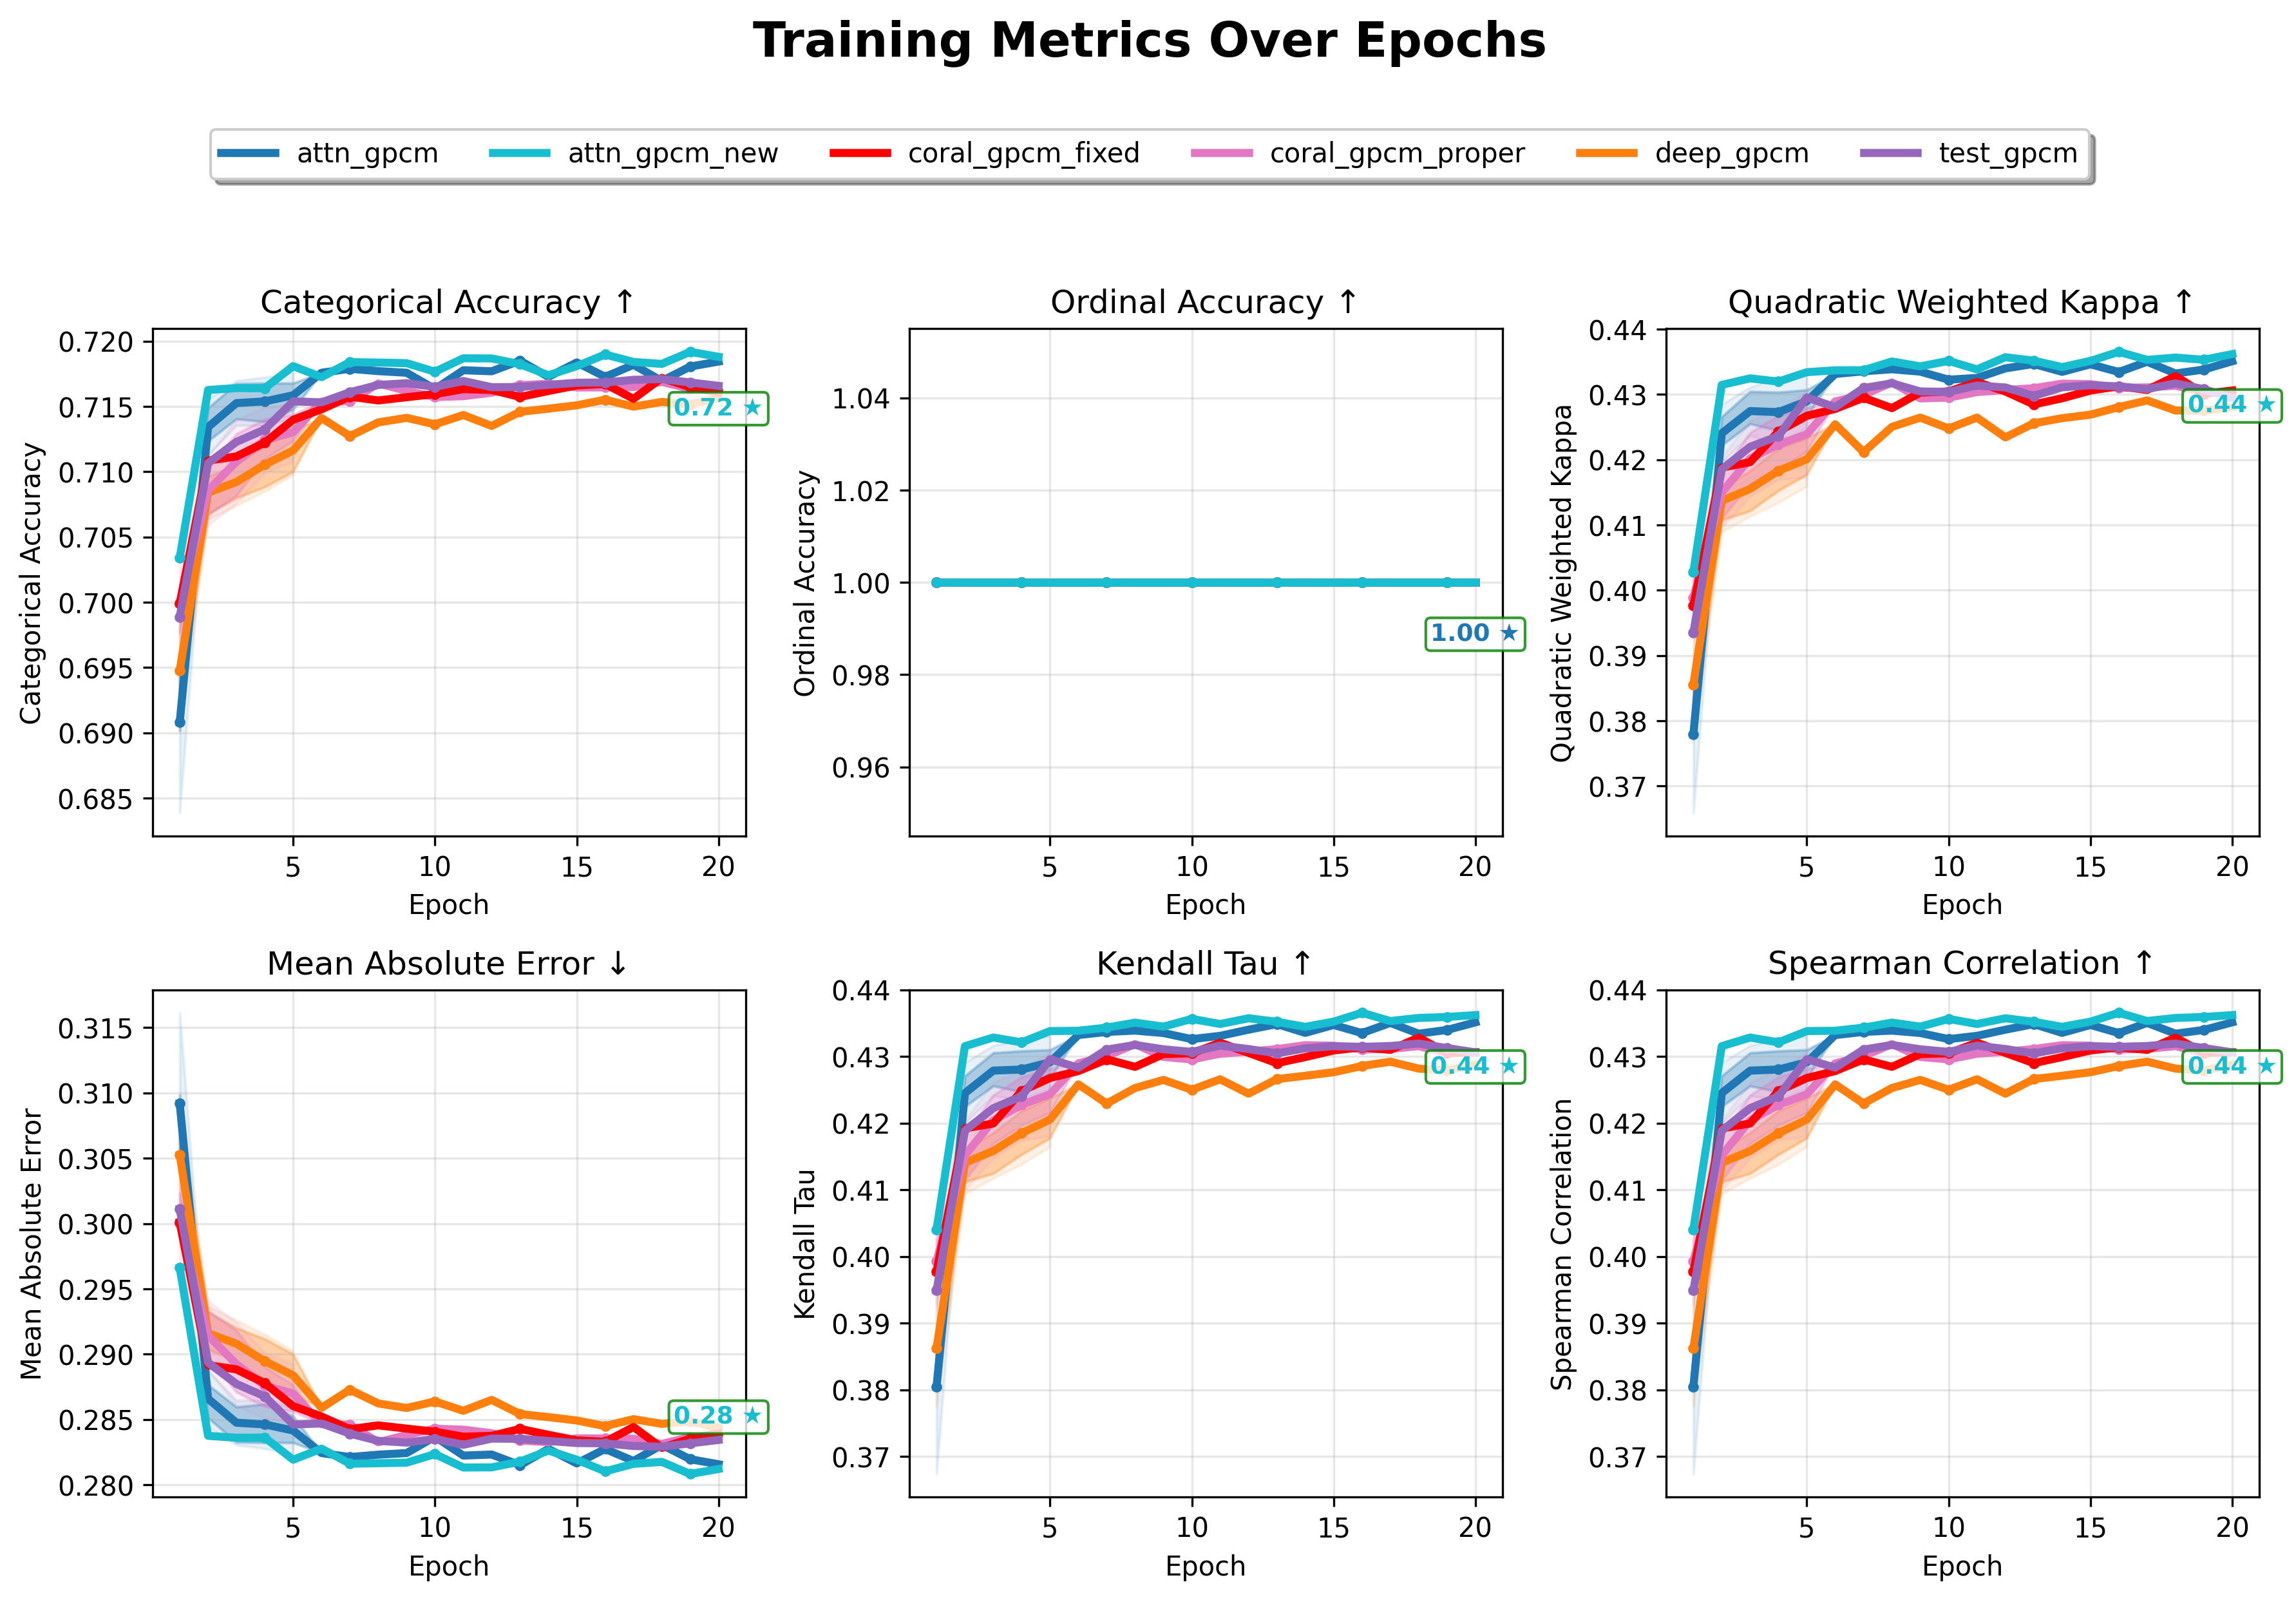 Training Metrics Over Epochs
attn_gpcm attn_gpcm_new coral_gpcm_fixed coral_gpcm_proper deep_gpcm test_gpcm
Categorical Accuracy ↑
Categorical Accuracy
0.720
0.715
0.710
0.705
0.700
0.695
0.690
0.685
0.72 ★
5 10 15 20
Epoch
Ordinal Accuracy ↑
Ordinal Accuracy
1.04
1.02
1.00
0.98
0.96
1.00 ★
5 10 15 20
Epoch
Quadratic Weighted Kappa ↑
Quadratic Weighted Kappa
0.44
0.43
0.42
0.41
0.40
0.39
0.38
0.37
0.44 ★
5 10 15 20
Epoch
Mean Absolute Error ↓
Mean Absolute Error
0.315
0.310
0.305
0.300
0.295
0.290
0.285
0.280
0.28 ★
5 10 15 20
Epoch
Kendall Tau ↑
Kendall Tau
0.44
0.43
0.42
0.41
0.40
0.39
0.38
0.37
0.44 ★
5 10 15 20
Epoch
Spearman Correlation ↑
Spearman Correlation
0.44
0.43
0.42
0.41
0.40
0.39
0.38
0.37
0.44 ★
5 10 15 20
Epoch